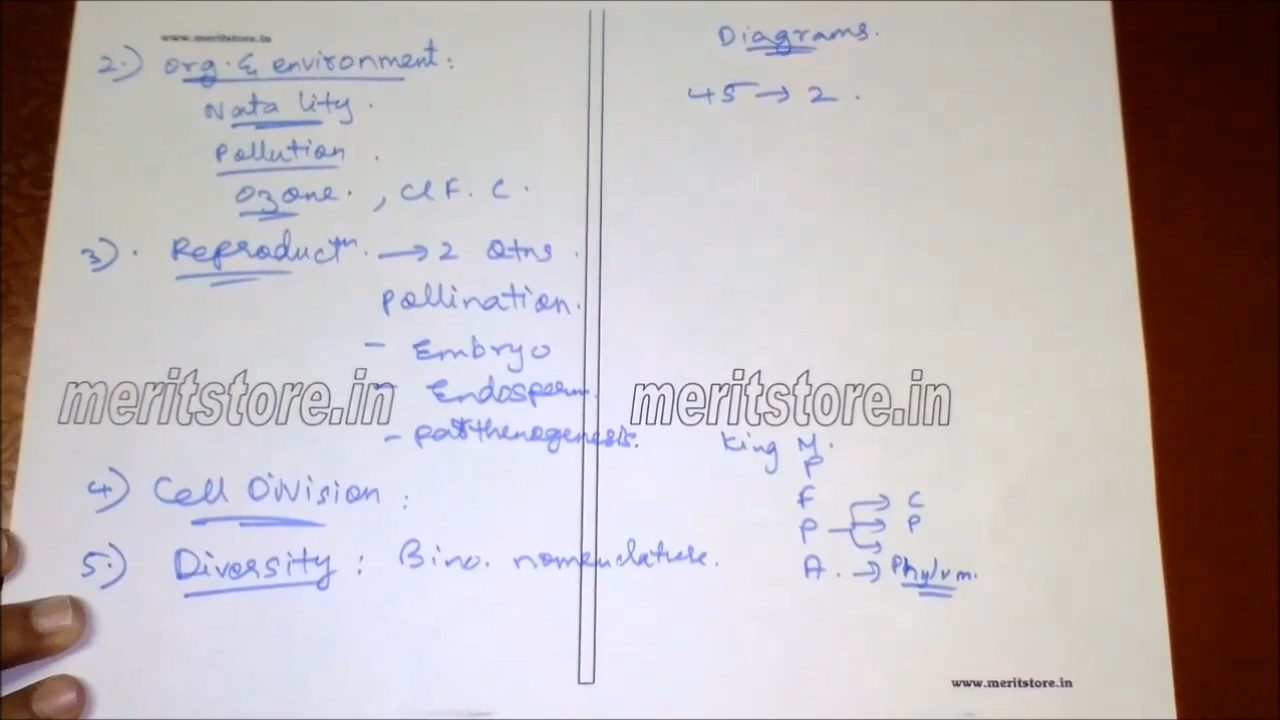 www.meritstore.in
2.) Org. & environment:
Natality.
Pollution.
Ozone. , ClF.C.
3) . Reproductn. → 2 Qtns.
pollination.
- Embryo
Endosperm.
- parthenogenesis.
4) Cell Division :
5.) Diversity : Bino. nomenclature.
meritstore.in
Diagrams.
45 → 2 .
meritstore.in
King M.
P
F → C
P → P
A. → Phylum.
www.meritstore.in